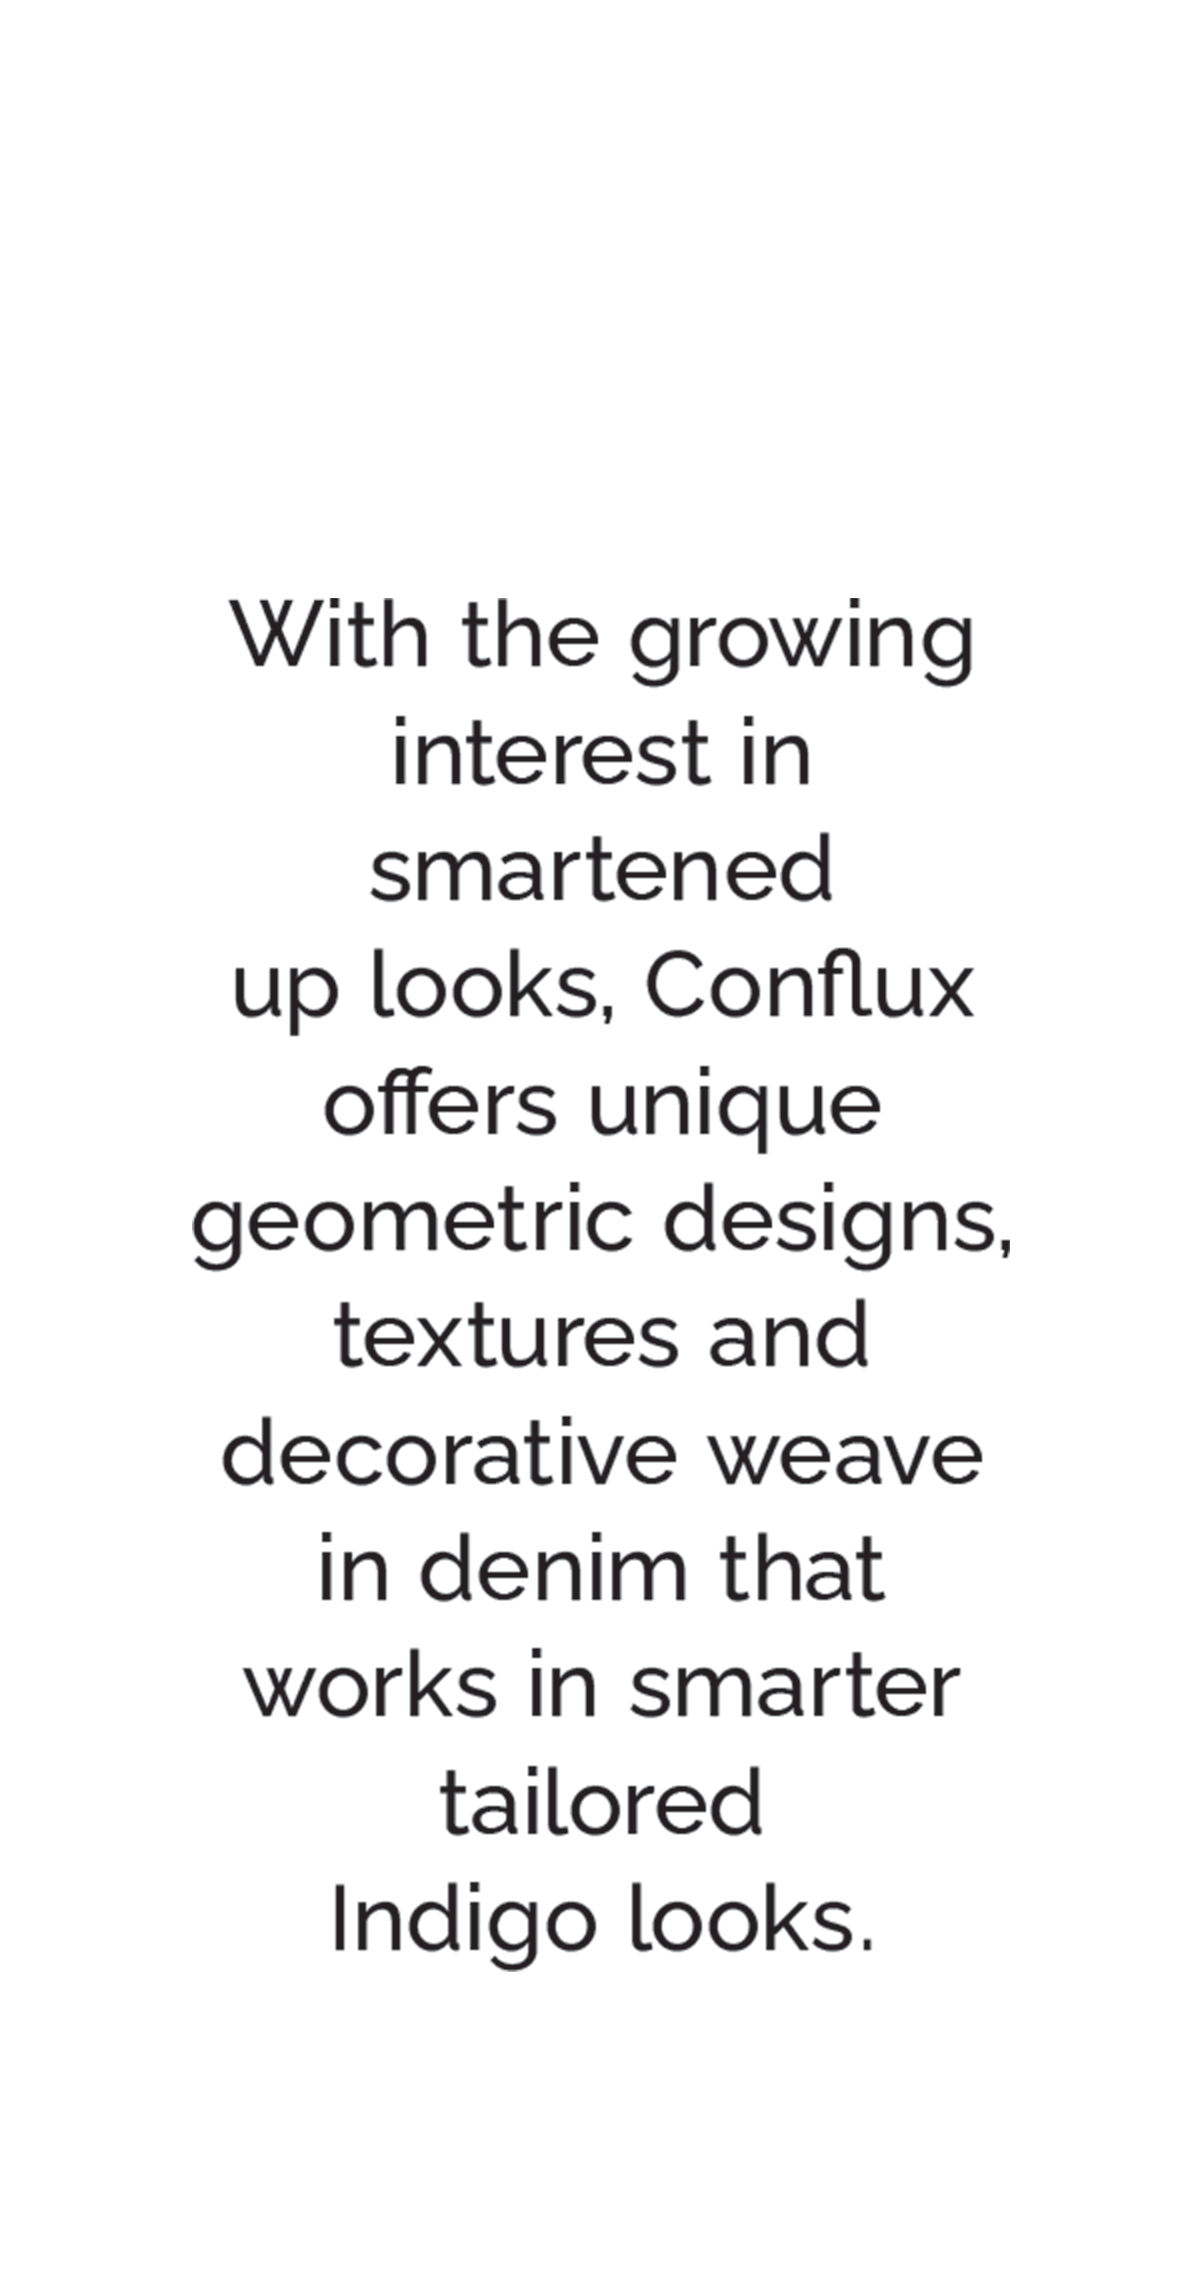 With the growing
interest in
smartened
up looks, Conflux
offers unique
geometric designs,
textures and
decorative weave
in denim that
works in smarter
tailored
Indigo looks.